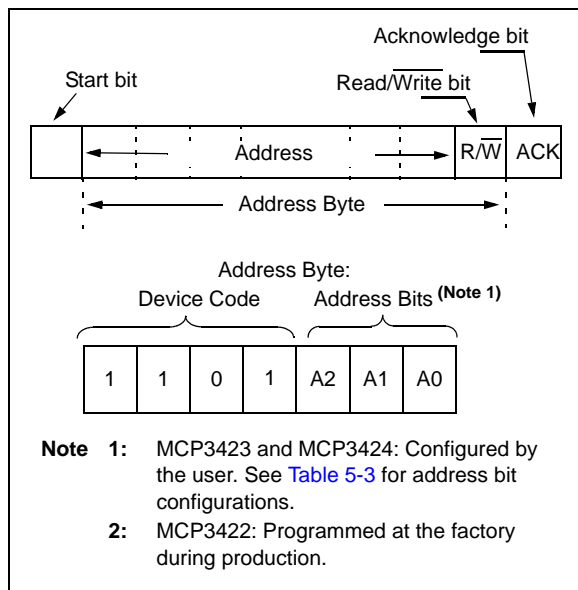 Acknowledge bit
Start bit
Read/Write bit
Address
R/W
ACK
Address Byte
Address Byte:
Device Code
Address Bits (Note 1)
1 1 0 1 A2 A1 A0
Note 1: MCP3423 and MCP3424: Configured by
the user. See Table 5-3 for address bit
configurations.
2: MCP3422: Programmed at the factory
during production.